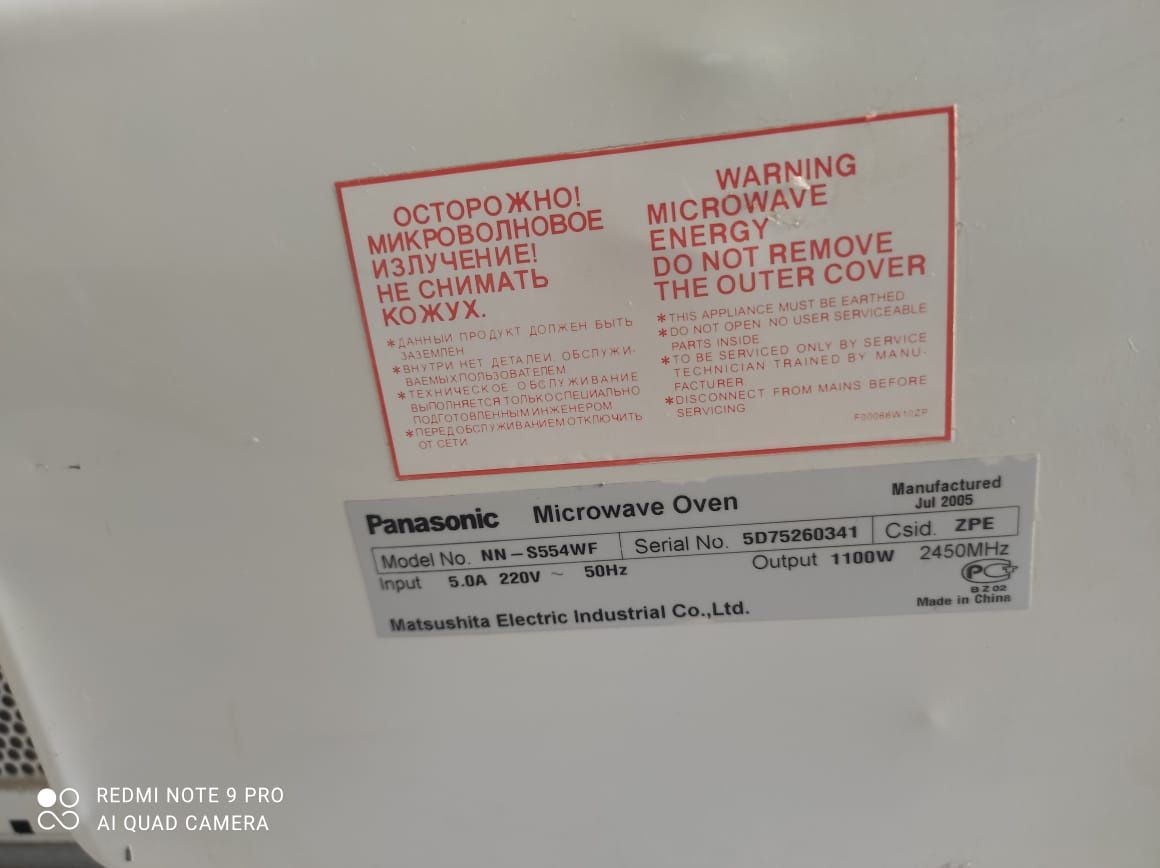 ОСТОРОЖНО!
МИКРОВОЛНОВОЕ
ИЗЛУЧЕНИЕ!
НЕ СНИМАТЬ
КОЖУХ.
*ДАННЫЙ ПРОДУКТ ДОЛЖЕН БЫТЬ
ЗАЗЕМЛЕН
*ВНУТРИ НЕТ ДЕТАЛЕЙ, ОБСЛУЖИ-
ВАЕМЫХ ПОЛЬЗОВАТЕЛЕМ
*ТЕХНИЧЕСКОЕ ОБСЛУЖИВАНИЕ
ВЫПОЛНЯЕТСЯ ТОЛЬКО СПЕЦИАЛЬНО
ПОДГОТОВЛЕННЫМ ИНЖЕНЕРОМ
*ПЕРЕД ОБСЛУЖИВАНИЕМ ОТКЛЮЧИТЬ
ОТ СЕТИ
WARNING
MICROWAVE
ENERGY
DO NOT REMOVE
THE OUTER COVER
*THIS APPLIANCE MUST BE EARTHED
*DO NOT OPEN NO USER SERVICEABLE
PARTS INSIDE
*TO BE SERVICED ONLY BY SERVICE
TECHNICIAN TRAINED BY MANU-
FACTURER
*DISCONNECT FROM MAINS BEFORE
SERVICING
Panasonic Microwave Oven
Manufactured
Jul 2005
Model No. NN-S554WF Serial No. 5D75260341 Csid. ZPE
Input 5.0A 220V ~ 50Hz Output 1100W 2450MHz
РСТ
BZ02
Matsushita Electric Industrial Co.,Ltd. Made in China
REDMI NOTE 9 PRO
AI QUAD CAMERA